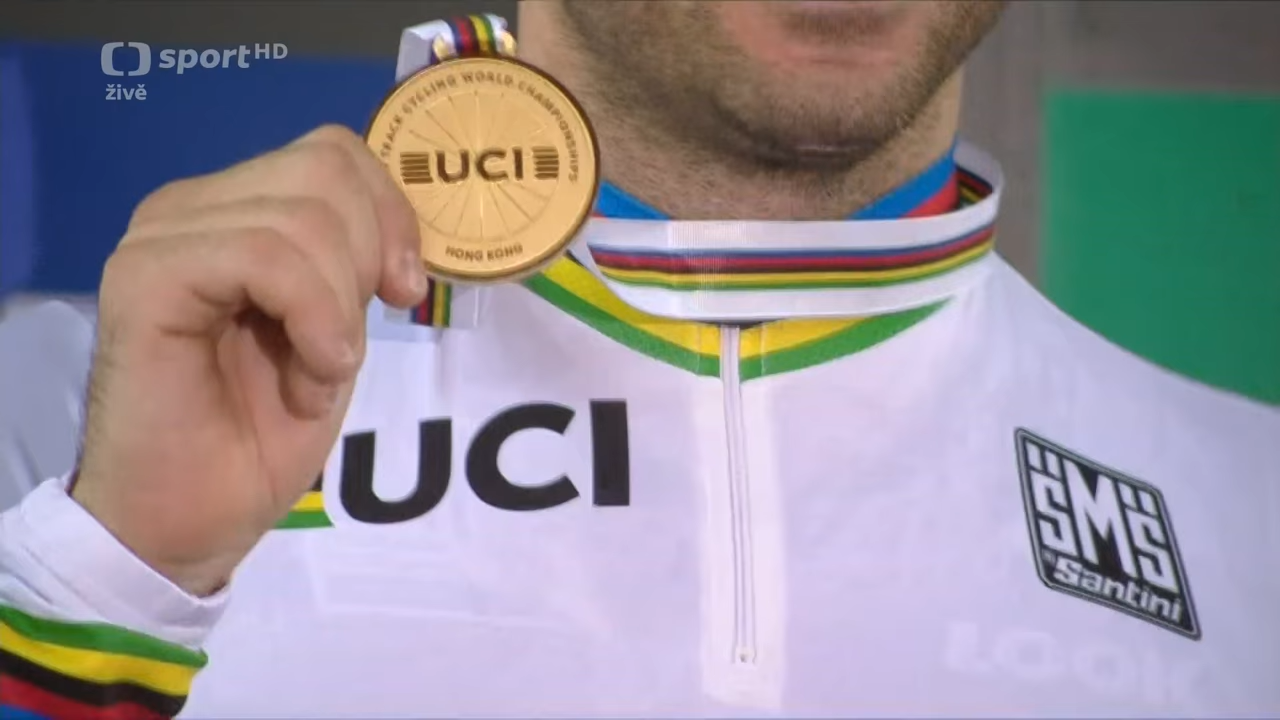 sport HD
živě
TRACK CYCLING WORLD CHAMPIONSHIPS
UCI
HONG KONG
UCI
SMS
Santini
LOOK